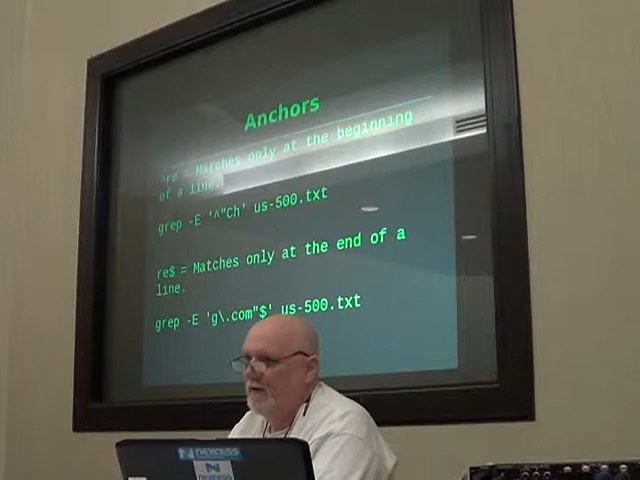 Anchors
^re = Matches only at the beginning
of a line.
grep -E '^"Ch' us-500.txt
re$ = Matches only at the end of a
line.
grep -E 'g\.com"$' us-500.txt
NEXCESS
N
NEXCESS